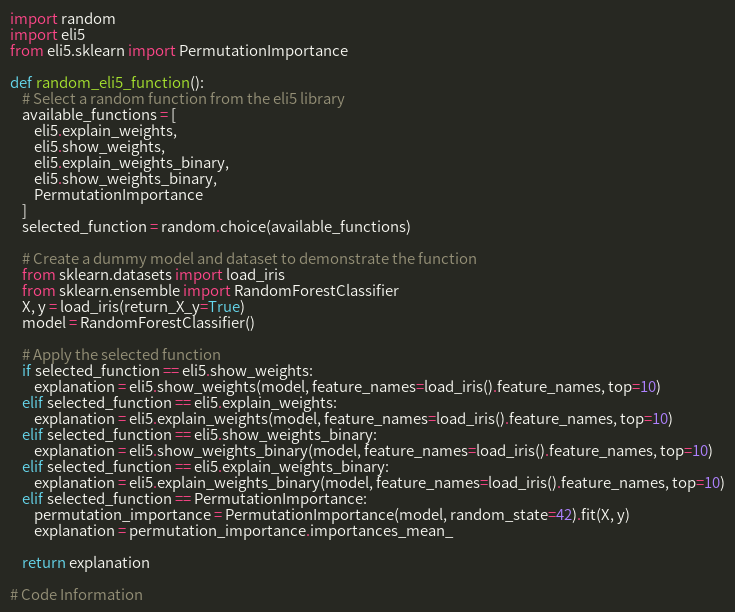 import random
import eli5
from eli5.sklearn import PermutationImportance

def random_eli5_function():
    # Select a random function from the eli5 library
    available_functions = [
        eli5.explain_weights,
        eli5.show_weights,
        eli5.explain_weights_binary,
        eli5.show_weights_binary,
        PermutationImportance
    ]
    selected_function = random.choice(available_functions)

    # Create a dummy model and dataset to demonstrate the function
    from sklearn.datasets import load_iris
    from sklearn.ensemble import RandomForestClassifier
    X, y = load_iris(return_X_y=True)
    model = RandomForestClassifier()

    # Apply the selected function
    if selected_function == eli5.show_weights:
        explanation = eli5.show_weights(model, feature_names=load_iris().feature_names, top=10)
    elif selected_function == eli5.explain_weights:
        explanation = eli5.explain_weights(model, feature_names=load_iris().feature_names, top=10)
    elif selected_function == eli5.show_weights_binary:
        explanation = eli5.show_weights_binary(model, feature_names=load_iris().feature_names, top=10)
    elif selected_function == eli5.explain_weights_binary:
        explanation = eli5.explain_weights_binary(model, feature_names=load_iris().feature_names, top=10)
    elif selected_function == PermutationImportance:
        permutation_importance = PermutationImportance(model, random_state=42).fit(X, y)
        explanation = permutation_importance.importances_mean_

    return explanation

# Code Information